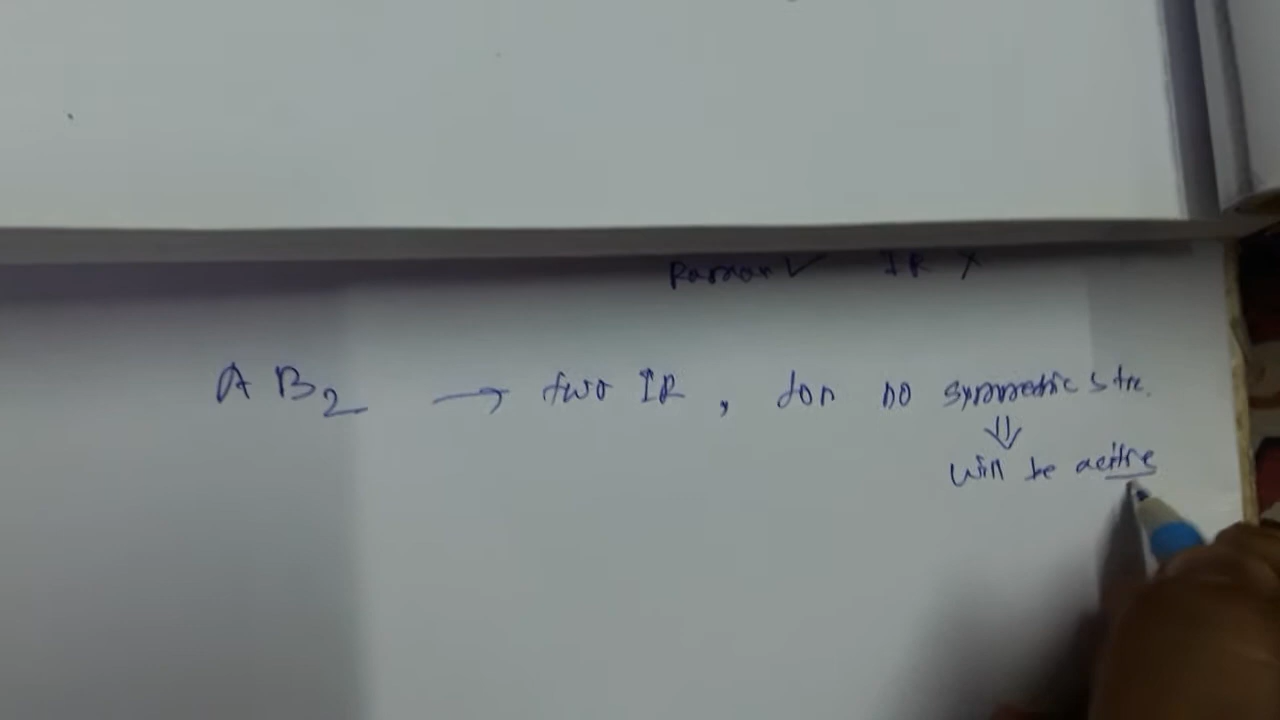 Raman ✓ IR X
AB2 → two IR, for no symmetric str.
⇓
will be active